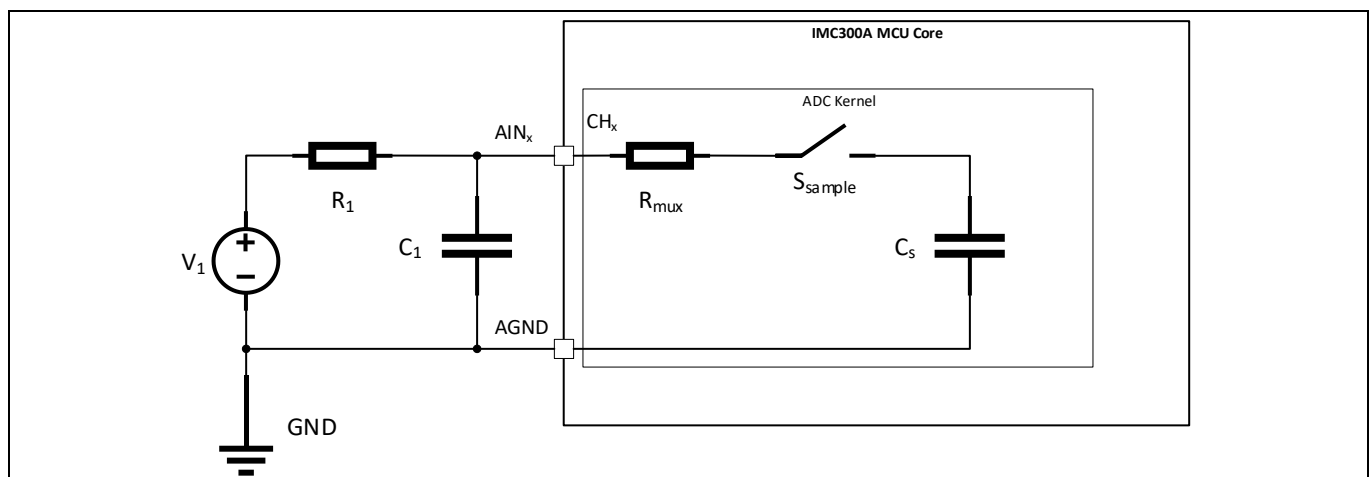 IMC300A MCU Core
ADC Kernel
AINₓ
CHₓ
R₁
Rmux
Ssample
V₁
+
−
C₁
Cs
AGND
GND